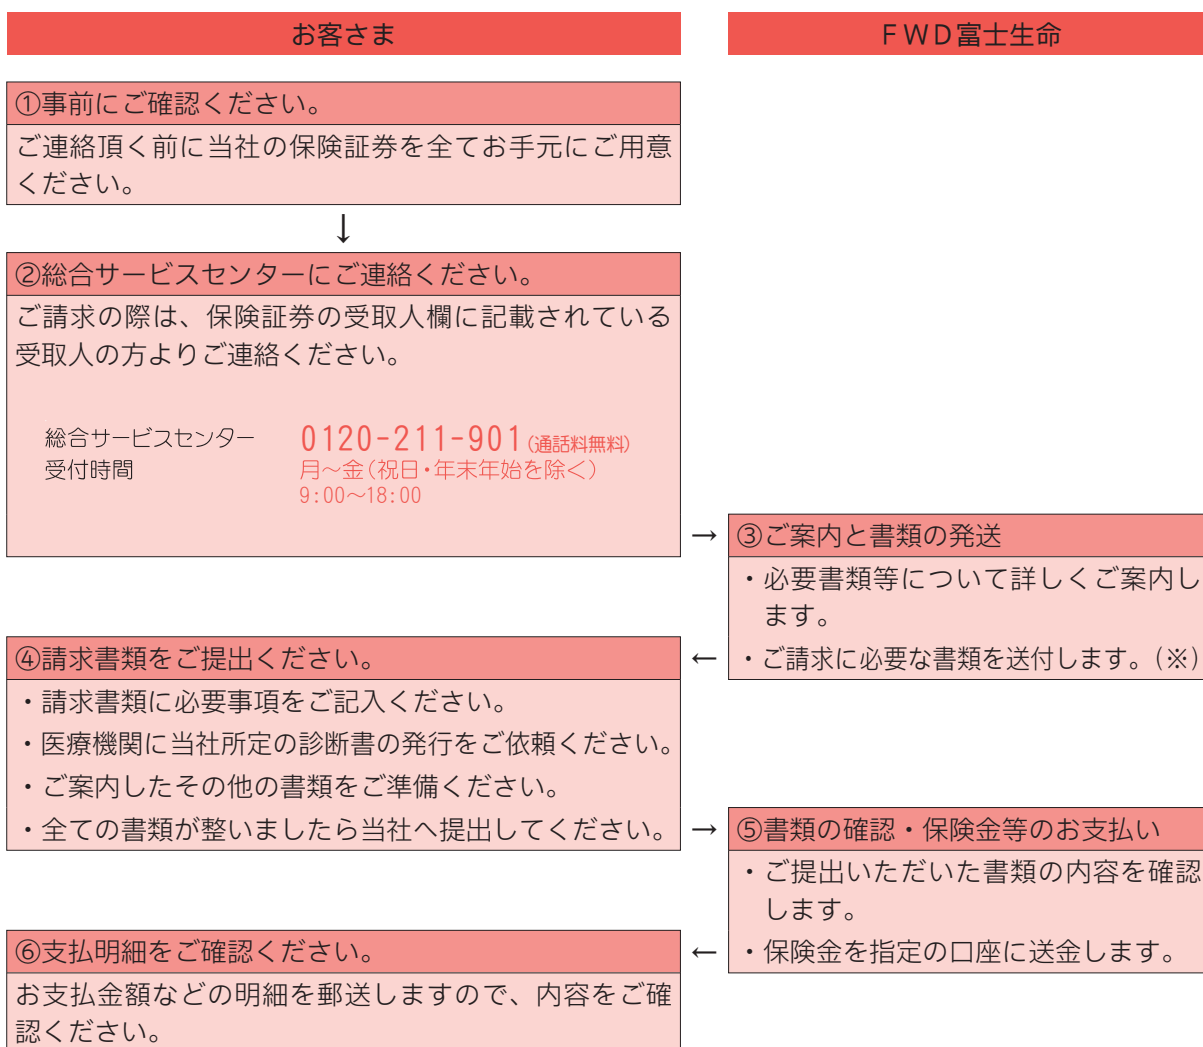 お客さま
ＦＷＤ富士生命
①事前にご確認ください。
ご連絡頂く前に当社の保険証券を全てお手元にご用意
ください。
↓
②総合サービスセンターにご連絡ください。
ご請求の際は、保険証券の受取人欄に記載されている
受取人の方よりご連絡ください。
総合サービスセンター 0120-211-901(通話料無料)
受付時間 月～金(祝日・年末年始を除く)
9:00～18:00
→
③ご案内と書類の発送
・必要書類等について詳しくご案内し
ます。
・ご請求に必要な書類を送付します。(※)
←
④請求書類をご提出ください。
・請求書類に必要事項をご記入ください。
・医療機関に当社所定の診断書の発行をご依頼ください。
・ご案内したその他の書類をご準備ください。
・全ての書類が整いましたら当社へ提出してください。
→
⑤書類の確認・保険金等のお支払い
・ご提出いただいた書類の内容を確認
します。
・保険金を指定の口座に送金します。
←
⑥支払明細をご確認ください。
お支払金額などの明細を郵送しますので、内容をご確
認ください。